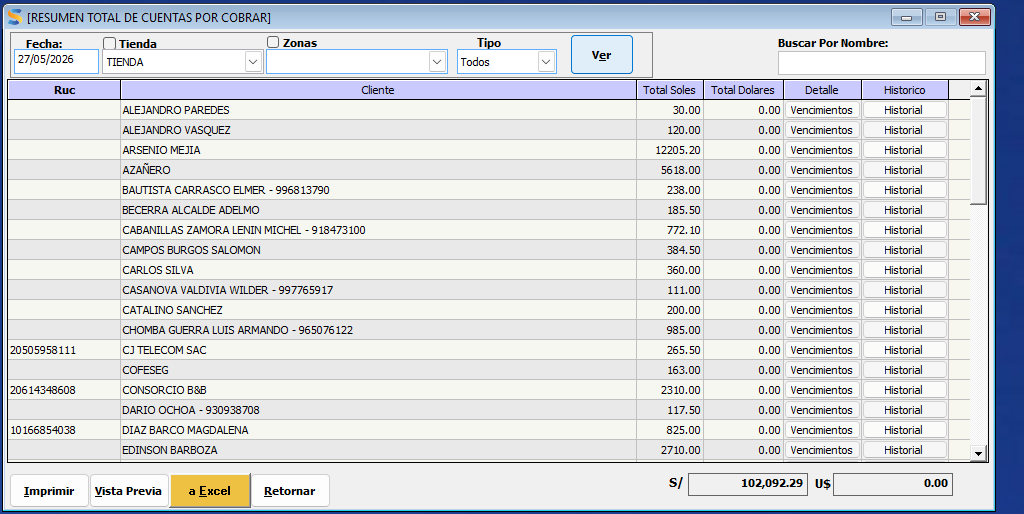 [RESUMEN TOTAL DE CUENTAS POR COBRAR]
Fecha: Tienda Zonas Tipo Buscar Por Nombre:
27/05/2026 TIENDA Todos Ver
Ruc Cliente Total Soles Total Dolares Detalle Historico
ALEJANDRO PAREDES 30.00 0.00 Vencimientos Historial
ALEJANDRO VASQUEZ 120.00 0.00 Vencimientos Historial
ARSENIO MEJIA 12205.20 0.00 Vencimientos Historial
AZAÑERO 5618.00 0.00 Vencimientos Historial
BAUTISTA CARRASCO ELMER - 996813790 238.00 0.00 Vencimientos Historial
BECERRA ALCALDE ADELMO 185.50 0.00 Vencimientos Historial
CABANILLAS ZAMORA LENIN MICHEL - 918473100 772.10 0.00 Vencimientos Historial
CAMPOS BURGOS SALOMON 384.50 0.00 Vencimientos Historial
CARLOS SILVA 360.00 0.00 Vencimientos Historial
CASANOVA VALDIVIA WILDER - 997765917 111.00 0.00 Vencimientos Historial
CATALINO SANCHEZ 200.00 0.00 Vencimientos Historial
CHOMBA GUERRA LUIS ARMANDO - 965076122 985.00 0.00 Vencimientos Historial
20505958111 CJ TELECOM SAC 265.50 0.00 Vencimientos Historial
COFESEG 163.00 0.00 Vencimientos Historial
20614348608 CONSORCIO B&B 2310.00 0.00 Vencimientos Historial
DARIO OCHOA - 930938708 117.50 0.00 Vencimientos Historial
10166854038 DIAZ BARCO MAGDALENA 825.00 0.00 Vencimientos Historial
EDINSON BARBOZA 2710.00 0.00 Vencimientos Historial
Imprimir Vista Previa a Excel Retornar S/ 102,092.29 U$ 0.00